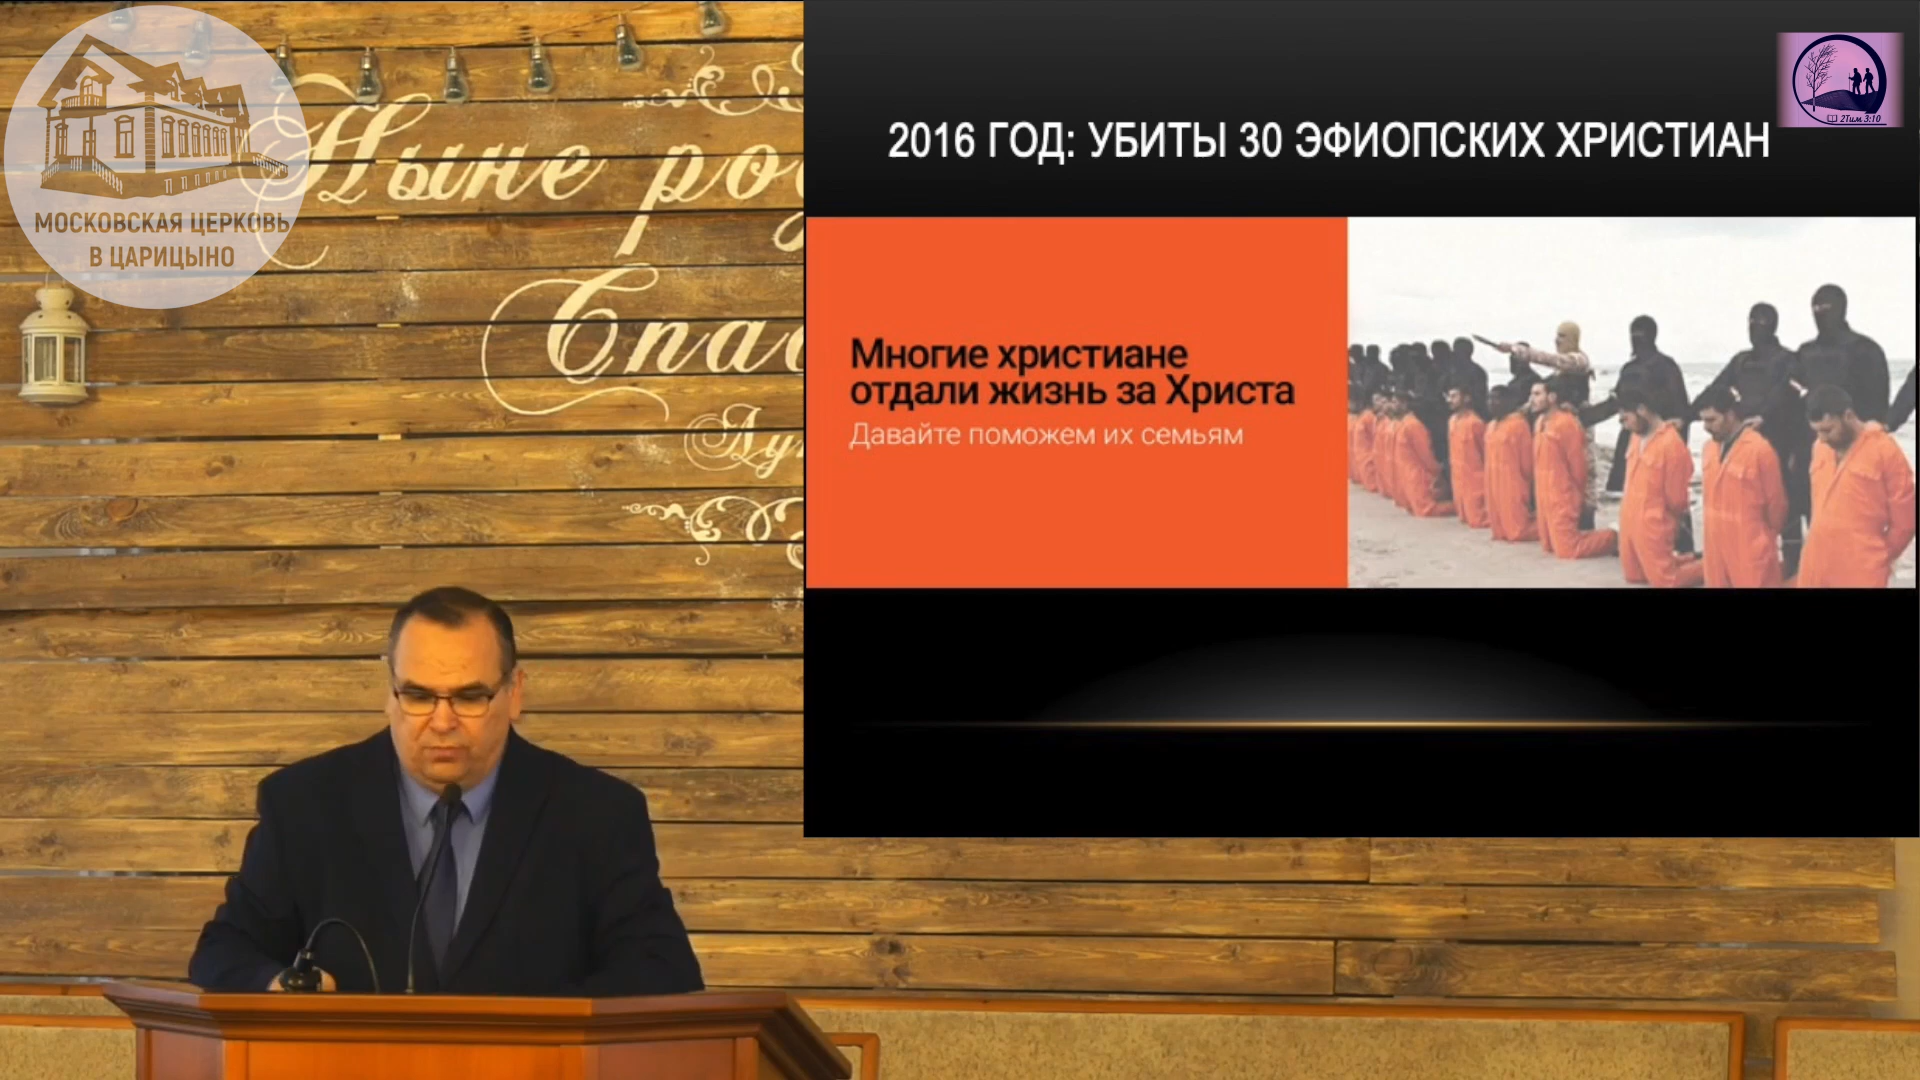 МОСКОВСКАЯ ЦЕРКОВЬ
В ЦАРИЦЫНО
Ныне
2016 ГОД: УБИТЫ 30 ЭФИОПСКИХ ХРИСТИАН
2Тим 3:10
Многие христиане
отдали жизнь за Христа
Давайте поможем их семьям